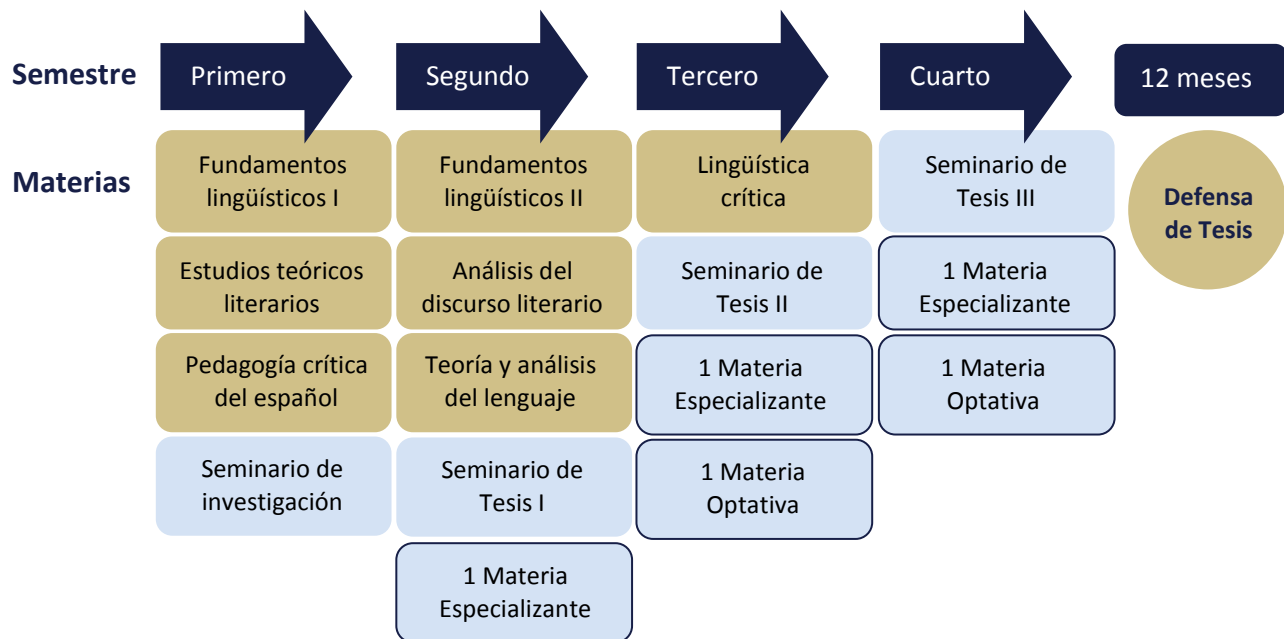 Semestre
Primero
Segundo
Tercero
Cuarto
12 meses
Materias
Fundamentos
lingüísticos I
Estudios teóricos
literarios
Pedagogía crítica
del español
Seminario de
investigación
Fundamentos
lingüísticos II
Análisis del
discurso literario
Teoría y análisis
del lenguaje
Seminario de
Tesis I
1 Materia
Especializante
Lingüística
crítica
Seminario de
Tesis II
1 Materia
Especializante
1 Materia
Optativa
Seminario de
Tesis III
1 Materia
Especializante
1 Materia
Optativa
Defensa
de Tesis